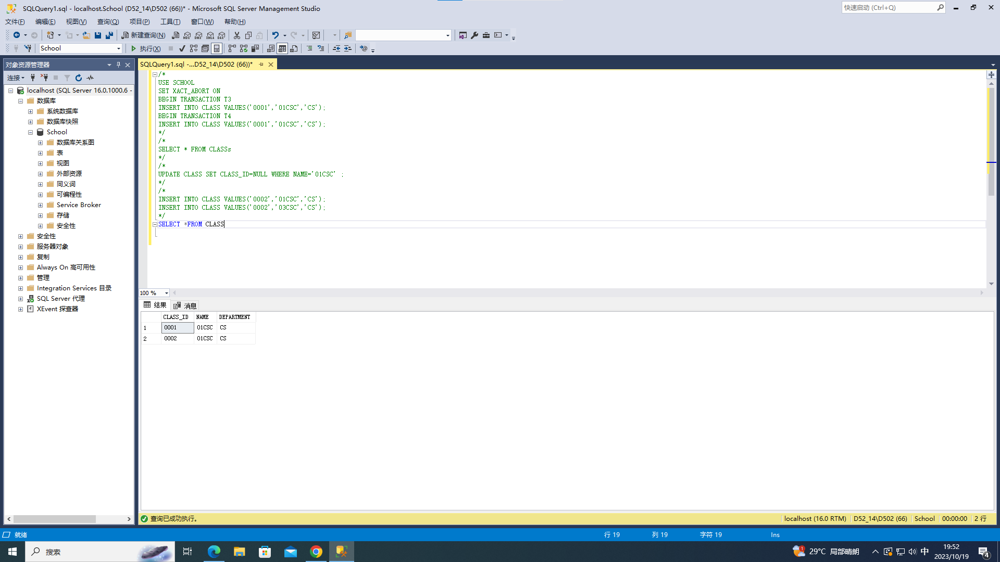 SQLQuery1.sql - localhost.School (D52_14\D502 (66))* - Microsoft SQL Server Management Studio
快速启动 (Ctrl+Q)
文件(F) 编辑(E) 视图(V) 查询(Q) 项目(P) 工具(T) 窗口(W) 帮助(H)
新建查询(N) MDX DMX XMLA DAX
School 执行(X)
对象资源管理器
SQLQuery1.sql -...D52_14\D502 (66))*
连接
localhost (SQL Server 16.0.1000.6 -
数据库
系统数据库
数据库快照
School
数据库关系图
表
视图
外部资源
同义词
可编程性
Service Broker
存储
安全性
安全性
服务器对象
复制
Always On 高可用性
管理
Integration Services 目录
SQL Server 代理
XEvent 探查器
/*
USE SCHOOL
SET XACT_ABORT ON
BEGIN TRANSACTION T3
INSERT INTO CLASS VALUES('0001','01CSC','CS');
BEGIN TRANSACTION T4
INSERT INTO CLASS VALUES('0001','01CSC','CS');
*/
/*
SELECT * FROM CLASSs
*/
/*
UPDATE CLASS SET CLASS_ID=NULL WHERE NAME='01CSC' ;
*/
/*
INSERT INTO CLASS VALUES('0002','01CSC','CS');
INSERT INTO CLASS VALUES('0002','03CSC','CS');
*/
SELECT *FROM CLASS
100 %
结果 消息
CLASS_ID NAME DEPARTMENT
1 0001 01CSC CS
2 0002 01CSC CS
查询已成功执行。
localhost (16.0 RTM) D52_14\D502 (66) School 00:00:00 2 行
就绪 行 19 列 19 字符 19 Ins
搜索
1 29°C 局部晴朗 中 19:52
2023/10/19
4